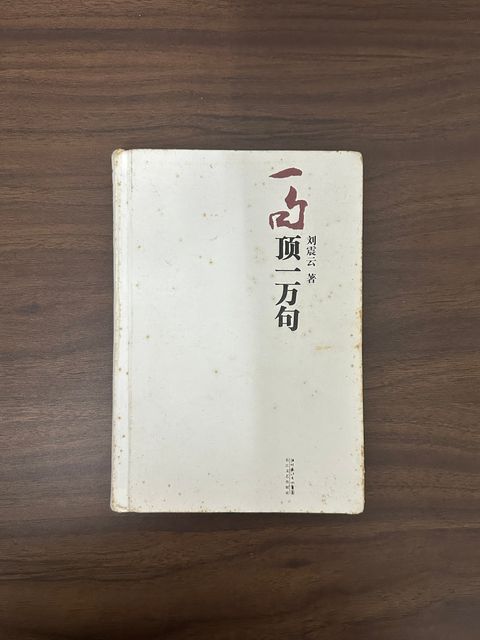 一句
顶一万句
刘震云 著